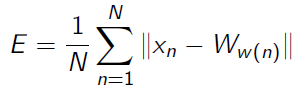 E = \frac{1}{N} \sum_{n=1}^{N} \|x_n - W_{w(n)}\|